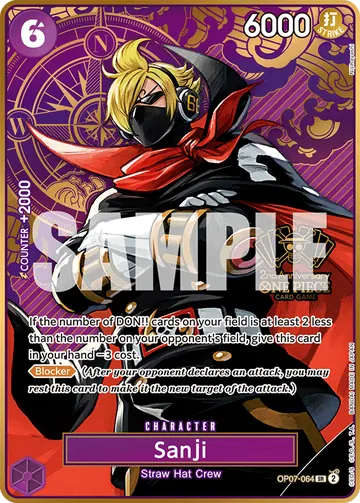 6
6000
打
STRIKE
COUNTER +2000
SAMPLE
2nd Anniversary
ONE PIECE
CARD GAME
If the number of DON!! cards on your field is at least 2 less
than the number on your opponent's field, give this card
in your hand −3 cost.
Blocker (After your opponent declares an attack, you may
rest this card to make it the new target of the attack.)
CHARACTER
Sanji
Straw Hat Crew
OP07-064 SR 2